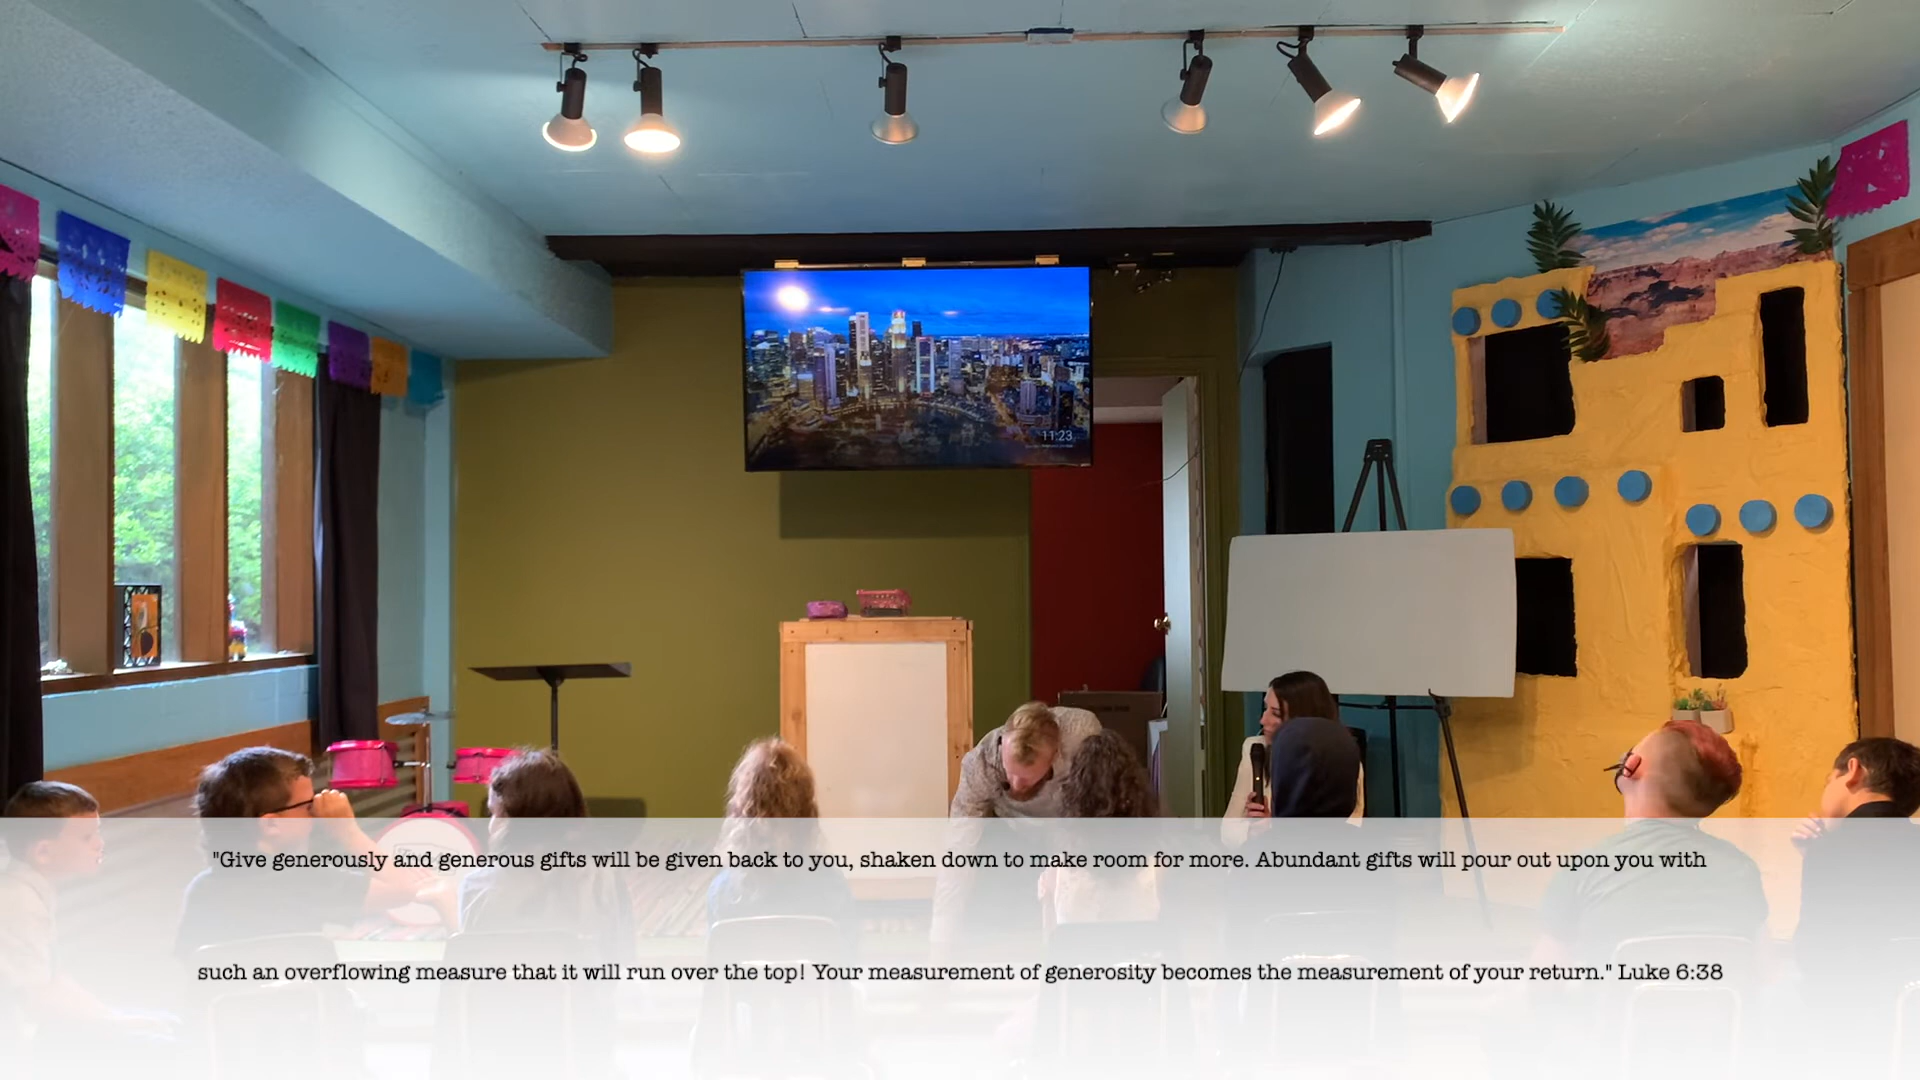 11:23
"Give generously and generous gifts will be given back to you, shaken down to make room for more. Abundant gifts will pour out upon you with
such an overflowing measure that it will run over the top! Your measurement of generosity becomes the measurement of your return." Luke 6:38